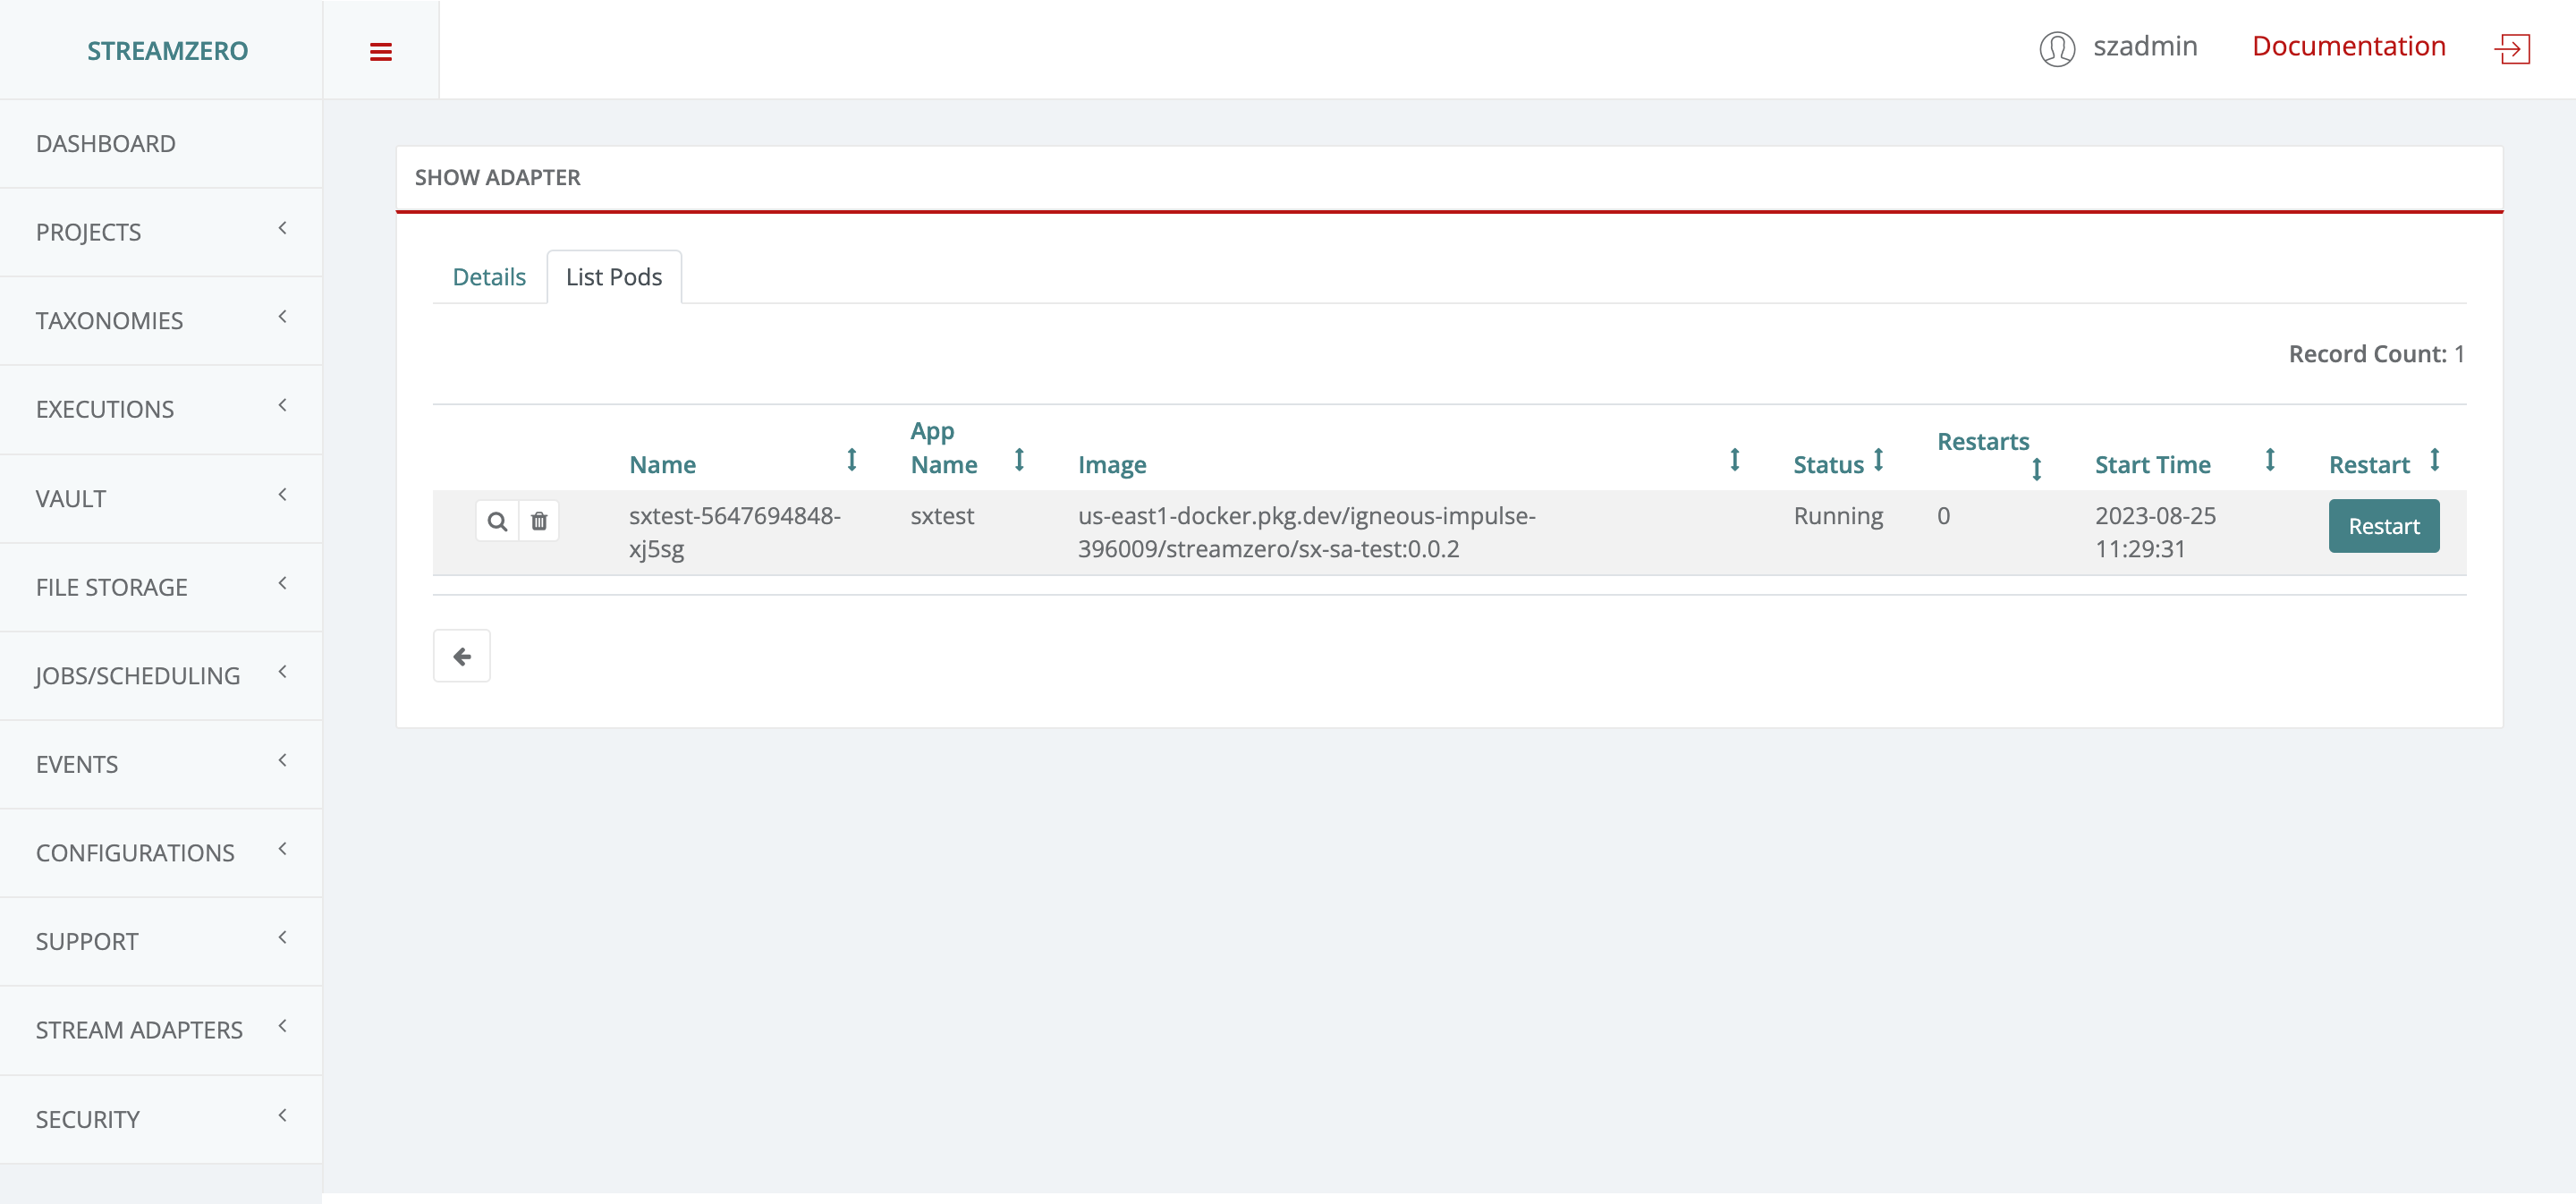 STREAMZERO
szadmin
Documentation
DASHBOARD
PROJECTS
TAXONOMIES
EXECUTIONS
VAULT
FILE STORAGE
JOBS/SCHEDULING
EVENTS
CONFIGURATIONS
SUPPORT
STREAM ADAPTERS
SECURITY
SHOW ADAPTER
Details
List Pods
Record Count: 1
Name
App
Name
Image
Status
Restarts
Start Time
Restart
sxtest-5647694848-
xj5sg
sxtest
us-east1-docker.pkg.dev/igneous-impulse-
396009/streamzero/sx-sa-test:0.0.2
Running
0
2023-08-25
11:29:31
Restart